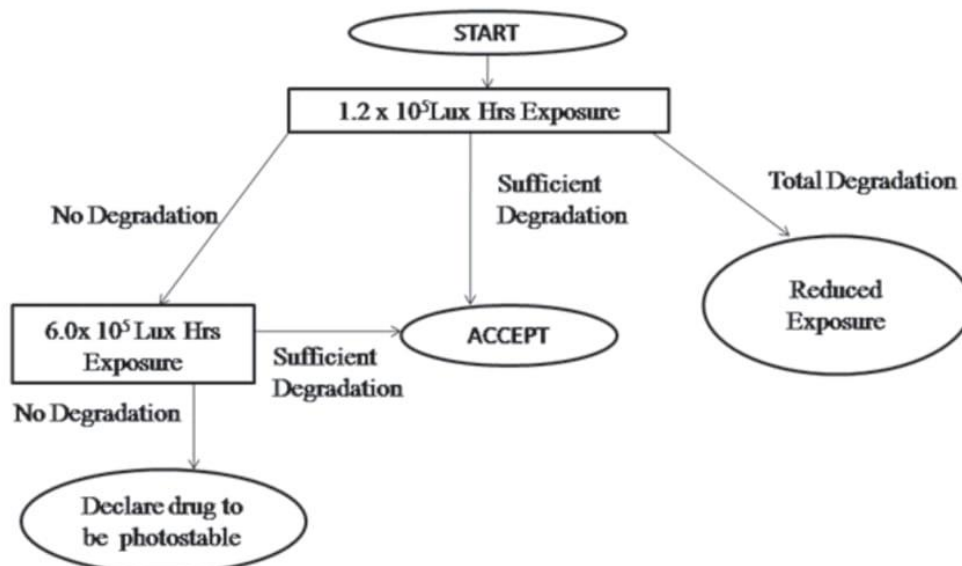 START
1.2 x 10⁵Lux Hrs Exposure
No Degradation
Sufficient
Degradation
Total Degradation
6.0x 10⁵ Lux Hrs
Exposure
Sufficient
Degradation
ACCEPT
Reduced
Exposure
No Degradation
Declare drug to
be photostable